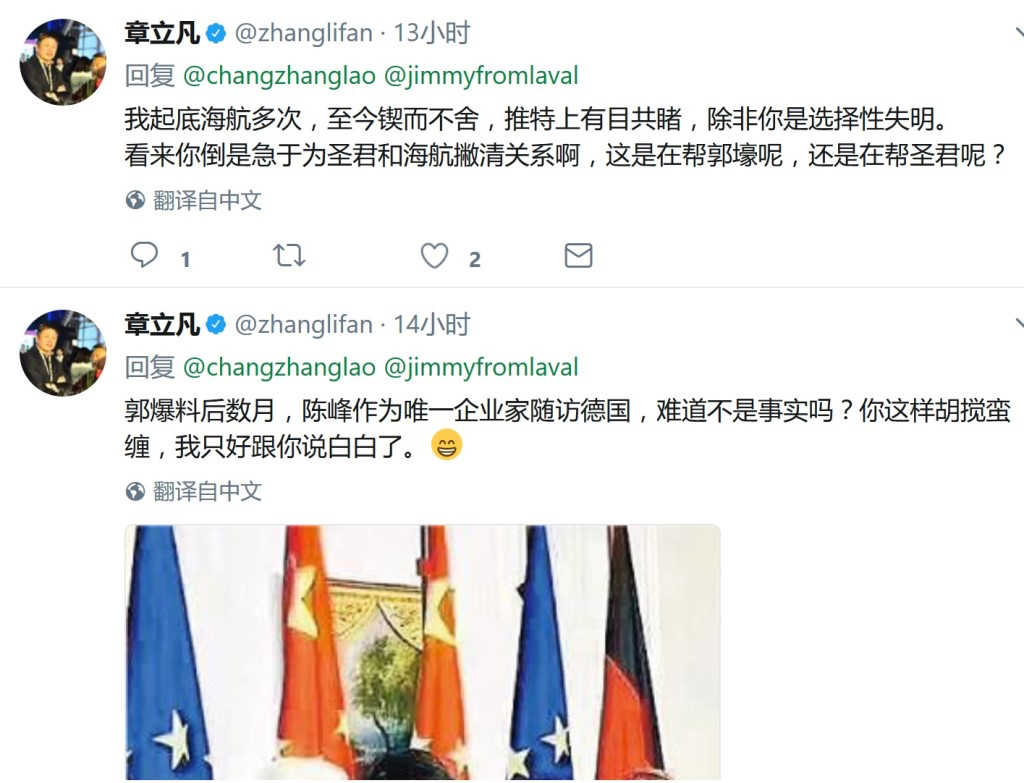 章立凡 @zhanglifan · 13小时
回复 @changzhanglao @jimmyfromlaval
我起底海航多次，至今锲而不舍，推特上有目共睹，除非你是选择性失明。
看来你倒是急于为圣君和海航撇清关系啊，这是在帮郭壕呢，还是在帮圣君呢？
翻译自中文
1 2
章立凡 @zhanglifan · 14小时
回复 @changzhanglao @jimmyfromlaval
郭爆料后数月，陈峰作为唯一企业家随访德国，难道不是事实吗？你这样胡搅蛮
缠，我只好跟你说白白了。😄
翻译自中文